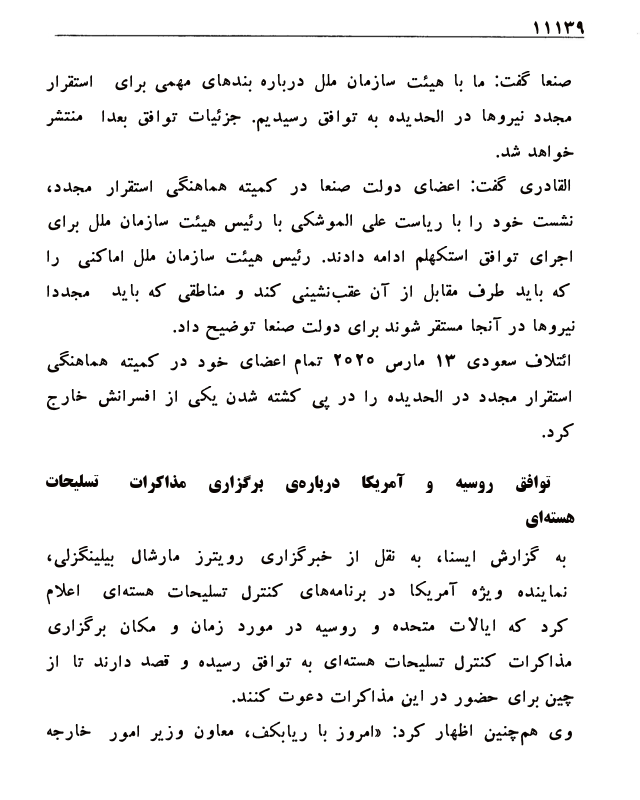 ۱۱۱۳۹
صنعا گفت: ما با هیئت سازمان ملل درباره بندهای مهمی برای استقرار
مجدد نیروها در الحدیده به توافق رسیدیم. جزئیات توافق بعدا منتشر
خواهد شد.
القادری گفت: اعضای دولت صنعا در کمیته هماهنگی استقرار مجدد،
نشست خود را با ریاست علی الموشکی با رئیس هیئت سازمان ملل برای
اجرای توافق استکهلم ادامه دادند. رئیس هیئت سازمان ملل اماکنی را
که باید طرف مقابل از آن عقب‌نشینی کند و مناطقی که باید مجددا
نیروها در آنجا مستقر شوند برای دولت صنعا توضیح داد.
ائتلاف سعودی ۱۳ مارس ۲۰۲۰ تمام اعضای خود در کمیته هماهنگی
استقرار مجدد در الحدیده را در پی کشته شدن یکی از افسرانش خارج
کرد.
توافق روسیه و آمریکا درباره‌ی برگزاری مذاکرات تسلیحات
هسته‌ای
به گزارش ایسنا، به نقل از خبرگزاری رویترز مارشال بیلینگزلی،
نماینده ویژه آمریکا در برنامه‌های کنترل تسلیحات هسته‌ای اعلام
کرد که ایالات متحده و روسیه در مورد زمان و مکان برگزاری
مذاکرات کنترل تسلیحات هسته‌ای به توافق رسیده و قصد دارند تا از
چین برای حضور در این مذاکرات دعوت کنند.
وی هم‌چنین اظهار کرد: «امروز با ریابکف، معاون وزیر امور خارجه